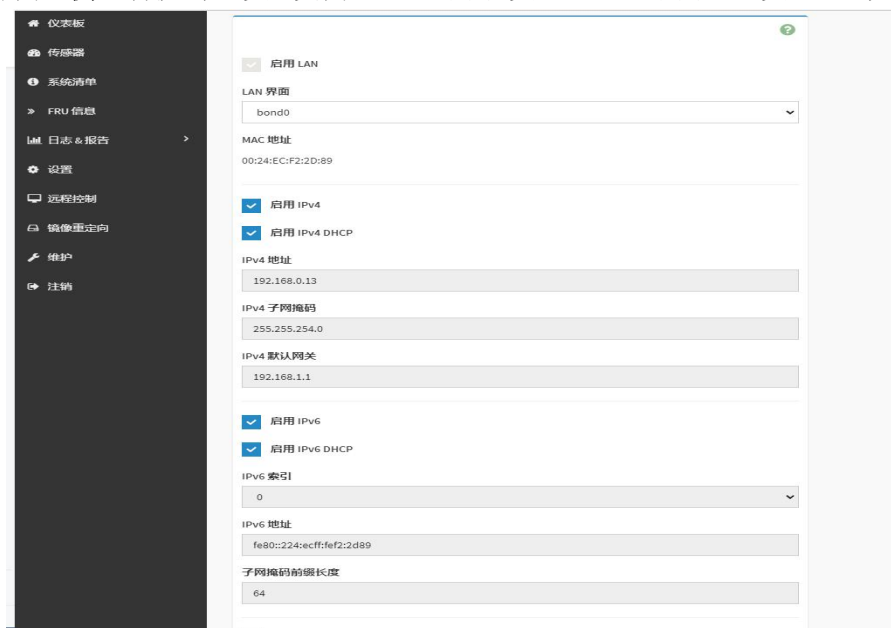 仪表板
传感器
系统清单
FRU 信息
日志 & 报告
设置
远程控制
镜像重定向
维护
注销
启用 LAN
LAN 界面
bond0
MAC 地址
00:24:EC:F2:2D:89
启用 IPv4
启用 IPv4 DHCP
IPv4 地址
192.168.0.13
IPv4 子网掩码
255.255.254.0
IPv4 默认网关
192.168.1.1
启用 IPv6
启用 IPv6 DHCP
IPv6 索引
0
IPv6 地址
fe80::224:ecff:fef2:2d89
子网掩码前缀长度
64